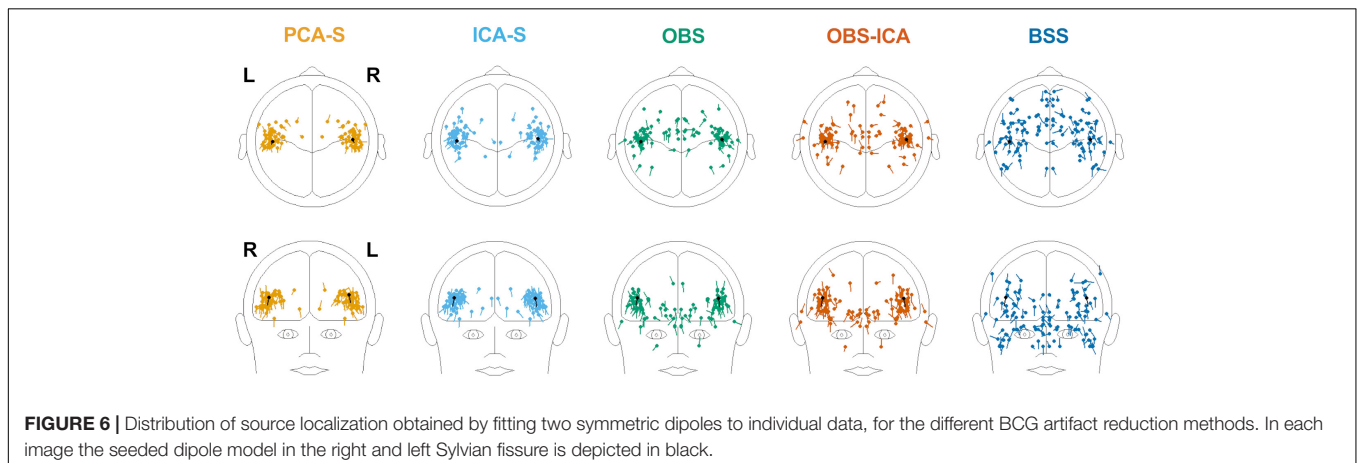 PCA-S ICA-S OBS OBS-ICA BSS
L R
R L
FIGURE 6 | Distribution of source localization obtained by fitting two symmetric dipoles to individual data, for the different BCG artifact reduction methods. In each
image the seeded dipole model in the right and left Sylvian fissure is depicted in black.